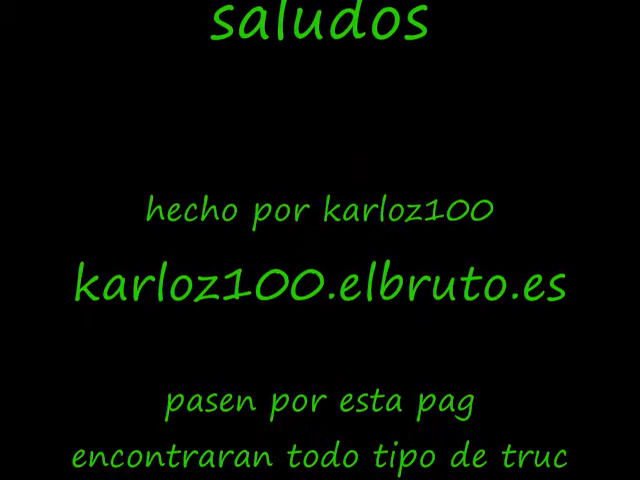 saludos
hecho por karloz100
karloz100.elbruto.es
pasen por esta pag
encontraran todo tipo de truc